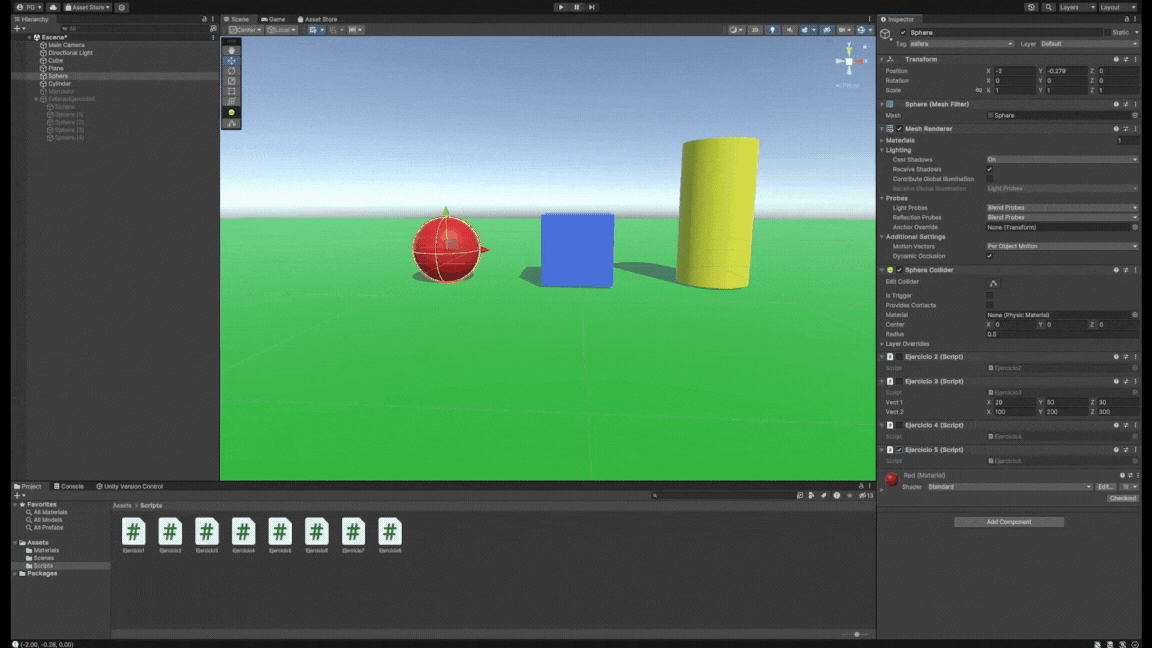 PG
Asset Store
Layers
Layout
Hierarchy
All
Escena*
Main Camera
Directional Light
Cube
Plane
Sphere
Cylinder
Sphere
Sphere (1)
Sphere (2)
Sphere (3)
Sphere (4)
Scene
Game
Asset Store
Center
Local
2D
Persp
Inspector
Sphere
Static
Tag esfera
Layer Default
Transform
Position X -2 Y -0.279 Z 0
Rotation X 0 Y 0 Z 0
Scale X 1 Y 1 Z 1
Sphere (Mesh Filter)
Mesh Sphere
Mesh Renderer
Materials 1
Lighting
Cast Shadows On
Receive Shadows
Contribute Global Illumination
Receive Global Illumination Light Probes
Probes
Light Probes Blend Probes
Reflection Probes Blend Probes
Anchor Override None (Transform)
Additional Settings
Motion Vectors Per Object Motion
Dynamic Occlusion
Sphere Collider
Edit Collider
Is Trigger
Provides Contacts
Material None (Physic Material)
Center X 0 Y 0 Z 0
Radius 0.5
Layer Overrides
Ejercicio 2 (Script)
Script Ejercicio2
Ejercicio 3 (Script)
Script Ejercicio3
Vect 1 X 20 Y 50 Z 30
Vect 2 X 100 Y 200 Z 300
Ejercicio 4 (Script)
Script Ejercicio4
Ejercicio 5 (Script)
Script Ejercicio5
Red (Material)
Shader Standard Edit...
Checkout
Add Component
Project
Console
Unity Version Control
13
Favorites
All Materials
All Models
All Prefabs
Assets
Materials
Scenes
Scripts
Packages
Assets > Scripts
Ejercicio1 Ejercicio2 Ejercicio3 Ejercicio4 Ejercicio5 Ejercicio6 Ejercicio7 Ejercicio8
(-2.00, -0.28, 0.00)